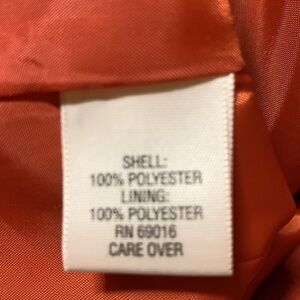 SHELL:
100% POLYESTER
LINING:
100% POLYESTER
RN 69016
CARE OVER